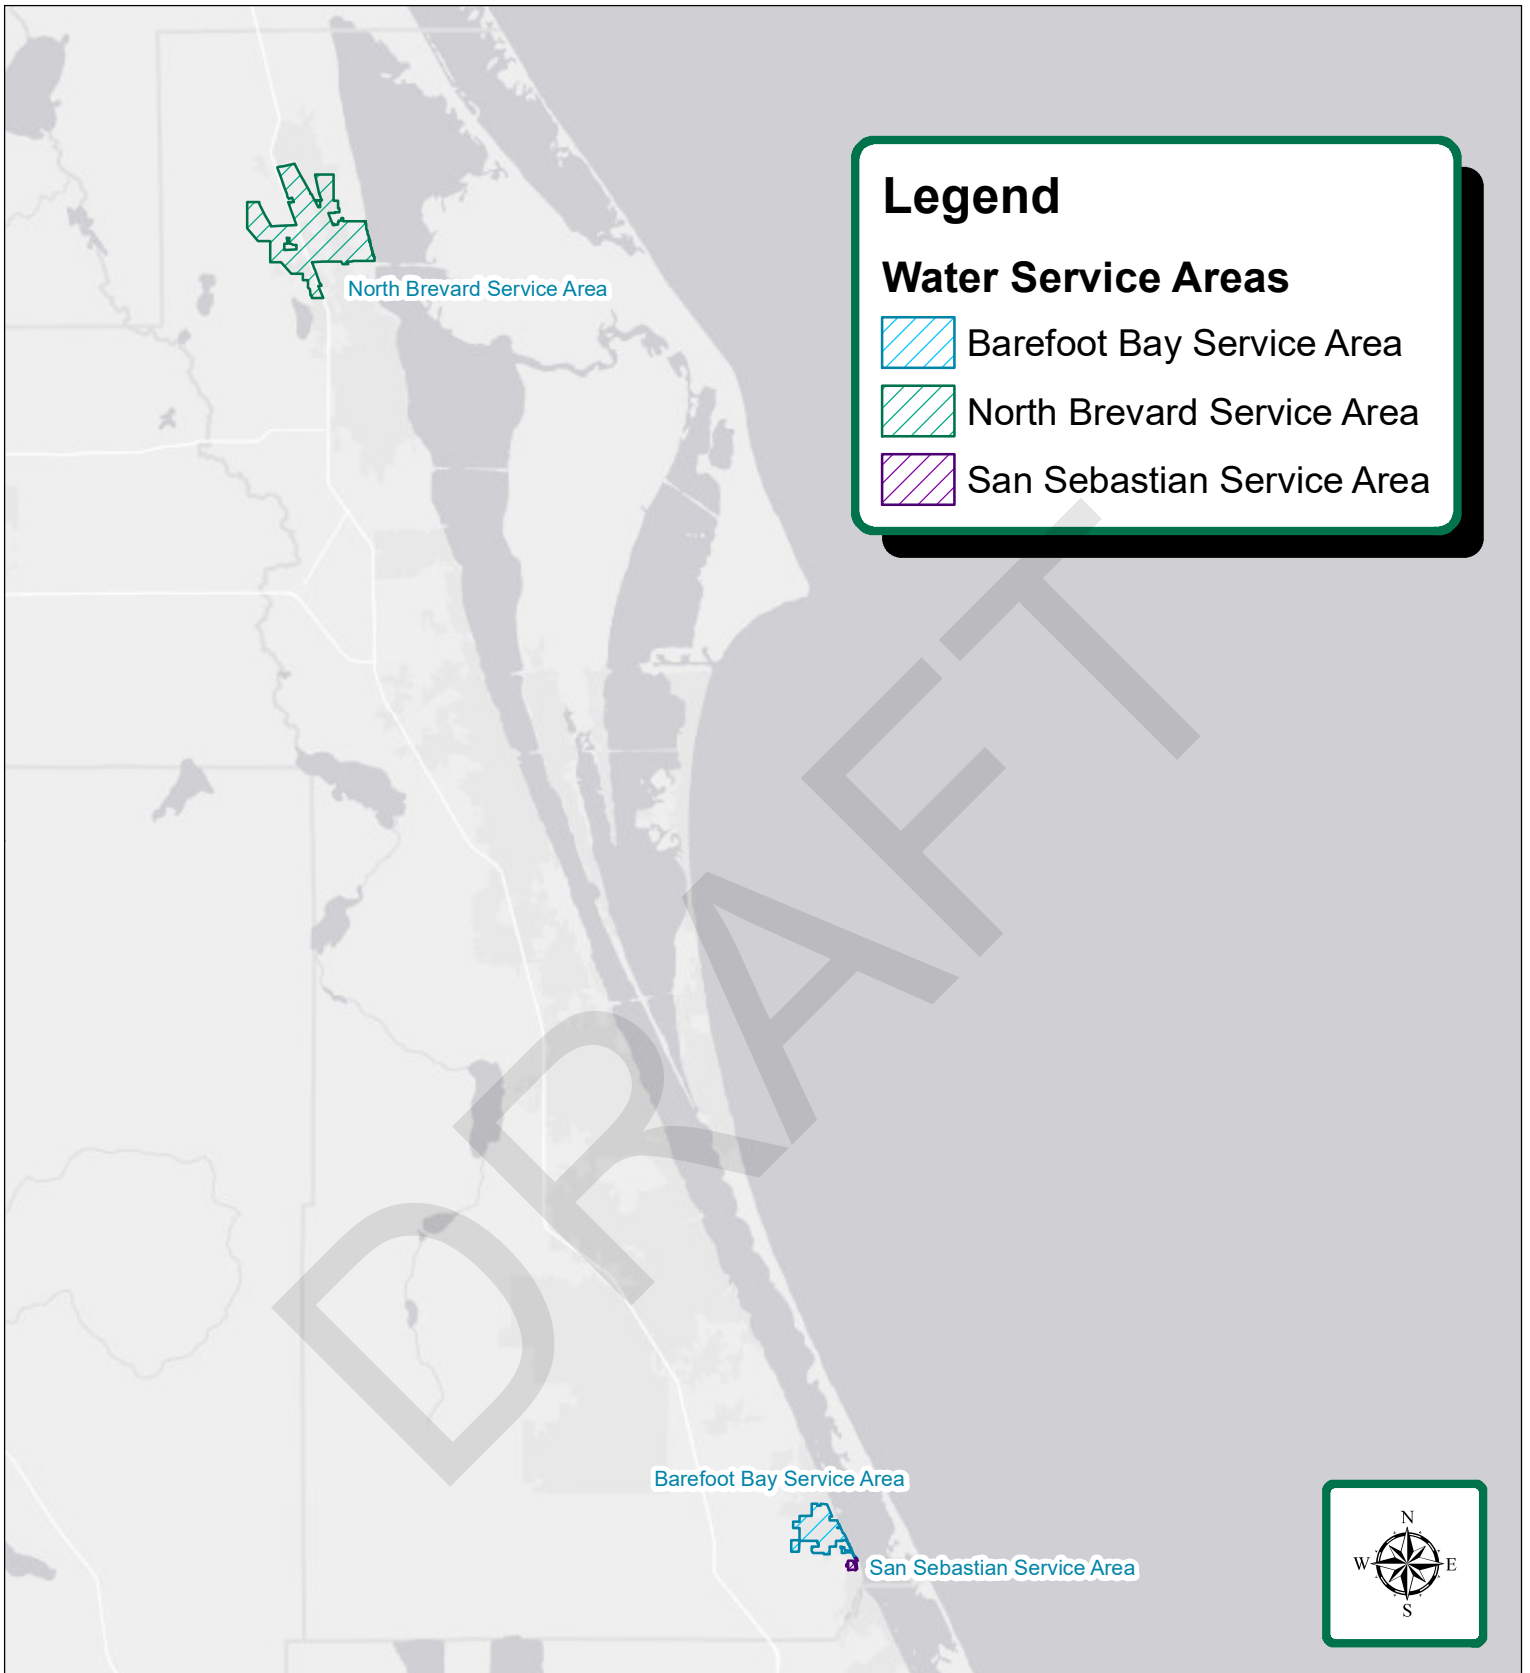 Legend
Water Service Areas
Barefoot Bay Service Area
North Brevard Service Area
San Sebastian Service Area
North Brevard Service Area
DRAFT
Barefoot Bay Service Area
San Sebastian Service Area
N
W E
S